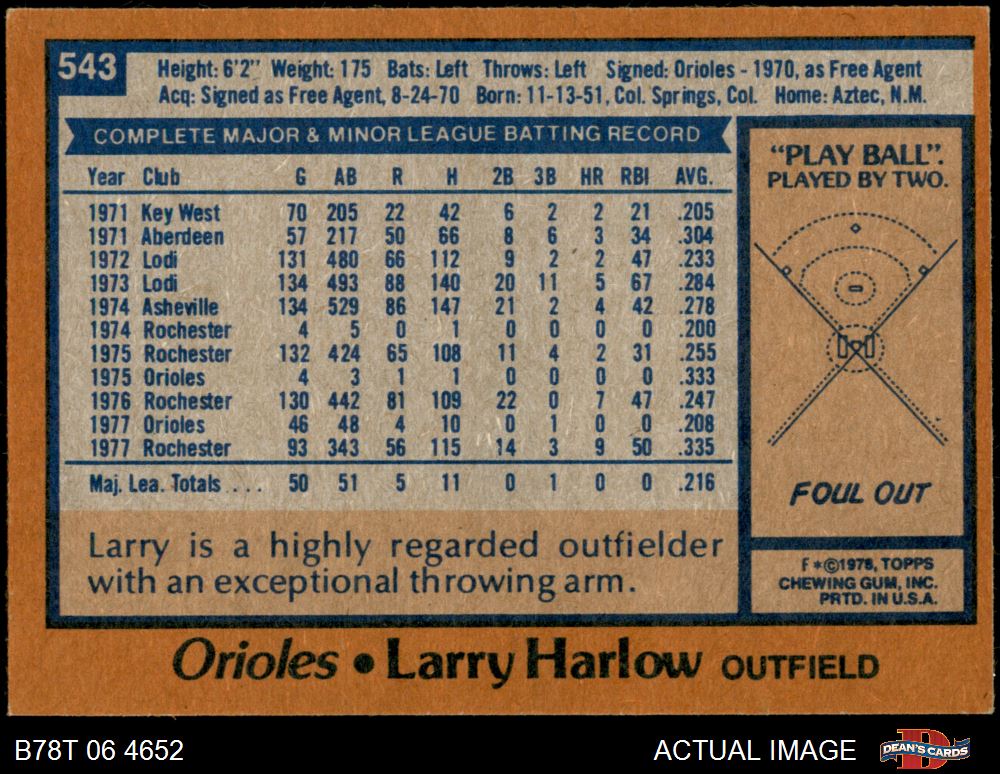 543
Height: 6'2" Weight: 175 Bats: Left Throws: Left Signed: Orioles - 1970, as Free Agent
Acq: Signed as Free Agent, 8-24-70 Born: 11-13-51, Col. Springs, Col. Home: Aztec, N.M.
COMPLETE MAJOR & MINOR LEAGUE BATTING RECORD
Year Club G AB R H 2B 3B HR RBI AVG.
1971 Key West 70 205 22 42 6 2 2 21 .205
1971 Aberdeen 57 217 50 66 8 6 3 34 .304
1972 Lodi 131 480 66 112 9 2 2 47 .233
1973 Lodi 134 493 88 140 20 11 5 67 .284
1974 Asheville 134 529 86 147 21 2 4 42 .278
1974 Rochester 4 5 0 1 0 0 0 0 .200
1975 Rochester 132 424 65 108 11 4 2 31 .255
1975 Orioles 4 3 1 1 0 0 0 0 .333
1976 Rochester 130 442 81 109 22 0 7 47 .247
1977 Orioles 46 48 4 10 0 1 0 0 .208
1977 Rochester 93 343 56 115 14 3 9 50 .335
Maj. Lea. Totals . . . . 50 51 5 11 0 1 0 0 .216
Larry is a highly regarded outfielder
with an exceptional throwing arm.
"PLAY BALL".
PLAYED BY TWO.
FOUL OUT
F*©1978, TOPPS
CHEWING GUM, INC.
PRTD. IN U.S.A.
Orioles • Larry Harlow OUTFIELD
B78T 06 4652
ACTUAL IMAGE
DEAN'S CARDS